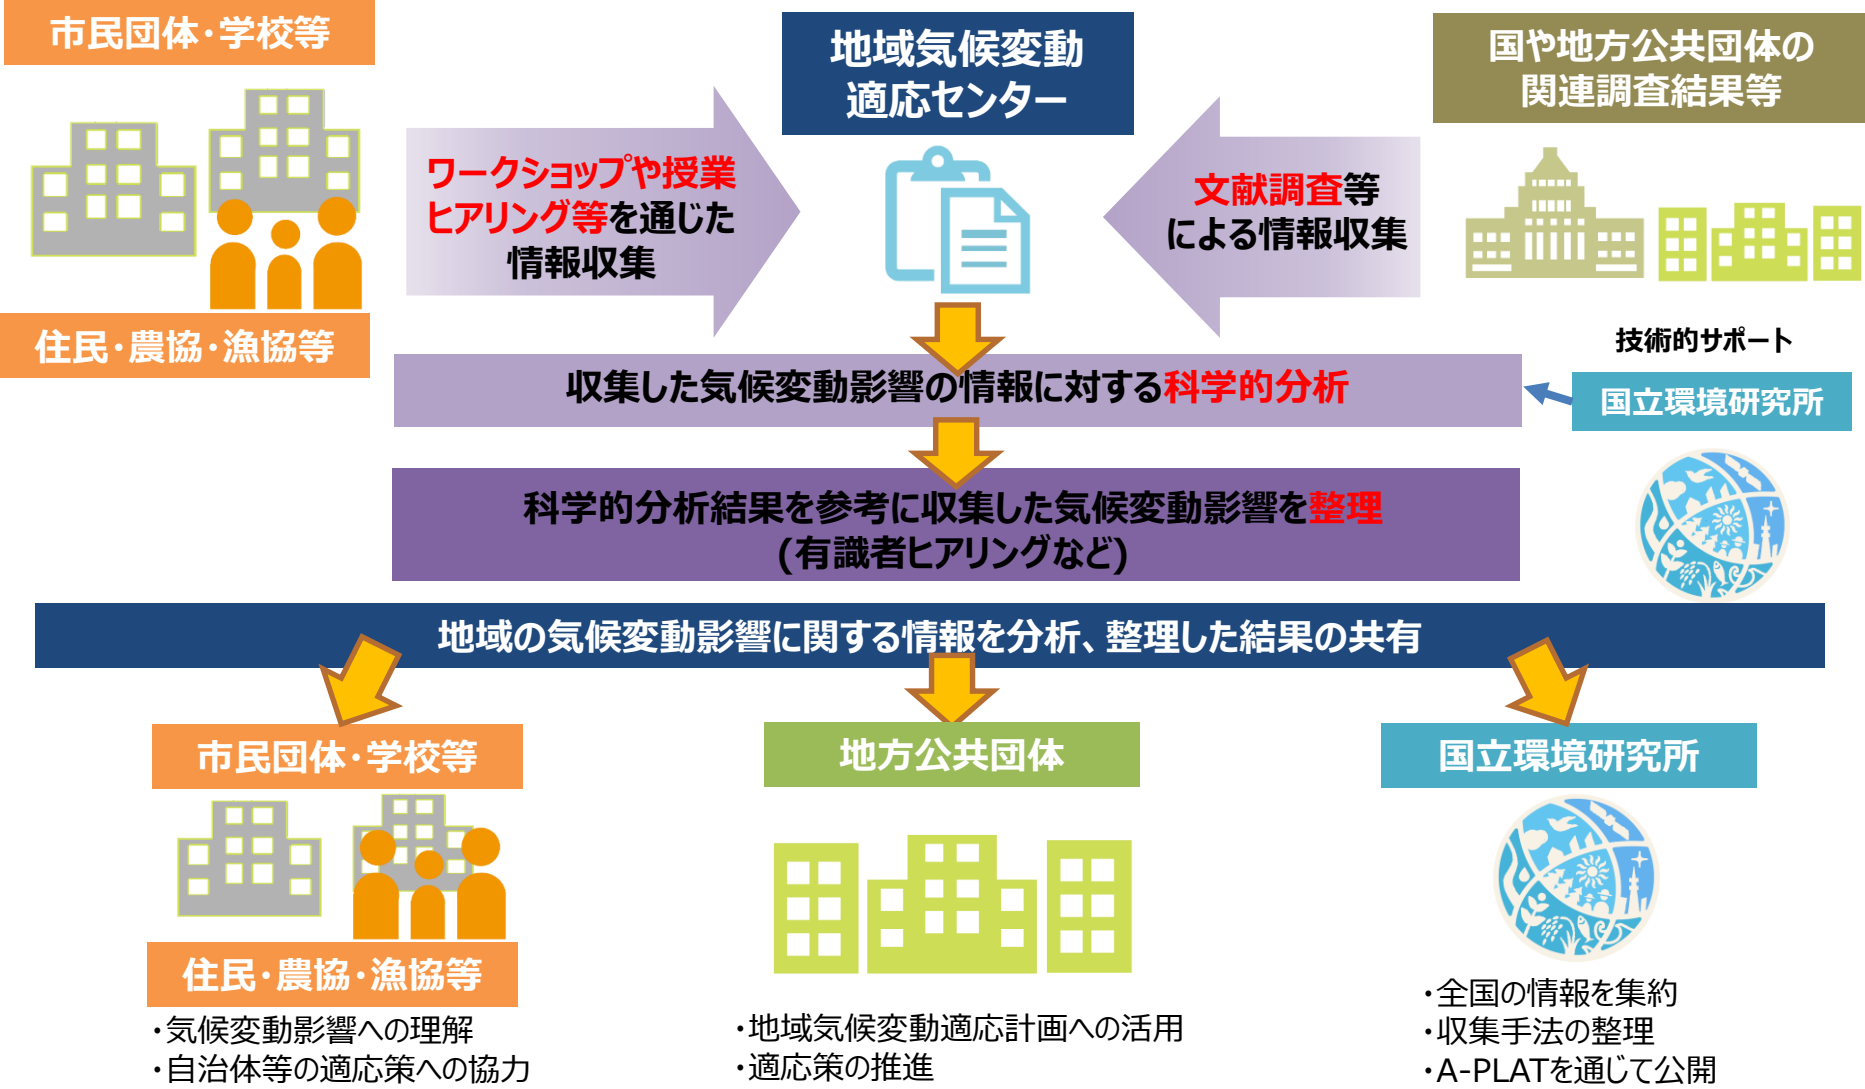 市民団体・学校等
地域気候変動
適応センター
国や地方公共団体の
関連調査結果等
ワークショップや授業
ヒアリング等を通じた
情報収集
文献調査等
による情報収集
住民・農協・漁協等
技術的サポート
国立環境研究所
収集した気候変動影響の情報に対する科学的分析
科学的分析結果を参考に収集した気候変動影響を整理
(有識者ヒアリングなど)
地域の気候変動影響に関する情報を分析、整理した結果の共有
市民団体・学校等
住民・農協・漁協等
・気候変動影響への理解
・自治体等の適応策への協力
地方公共団体
・地域気候変動適応計画への活用
・適応策の推進
国立環境研究所
・全国の情報を集約
・収集手法の整理
・A-PLATを通じて公開